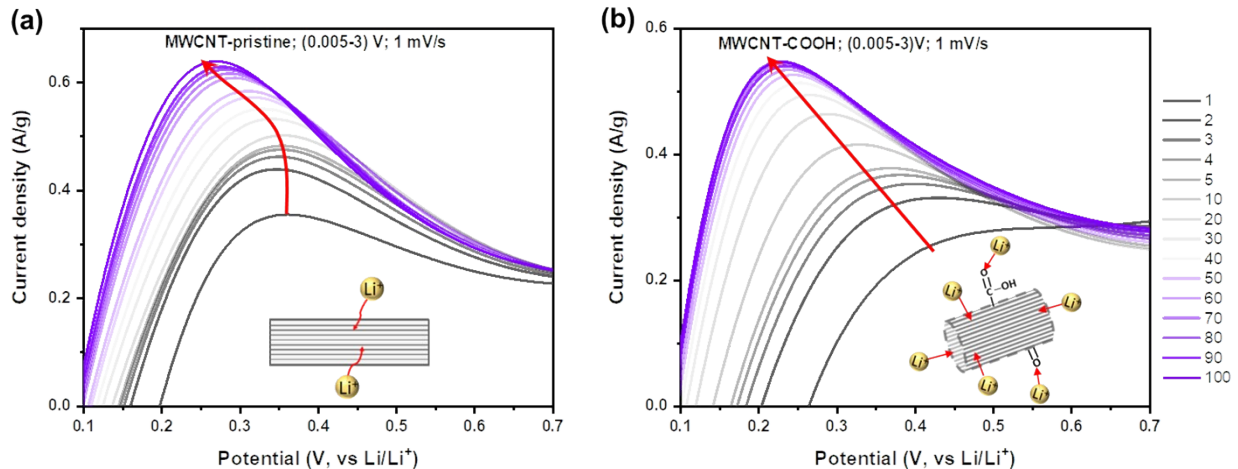 (a)
MWCNT-pristine; (0.005-3) V; 1 mV/s
Current density (A/g)
0.6
0.4
0.2
0.0
0.1 0.2 0.3 0.4 0.5 0.6 0.7
Potential (V, vs Li/Li⁺)
Li⁺
Li⁺
(b)
MWCNT-COOH; (0.005-3)V; 1 mV/s
Current density (A/g)
0.6
0.4
0.2
0.0
0.1 0.2 0.3 0.4 0.5 0.6 0.7
Potential (V, vs Li/Li⁺)
Li⁺
O
C-OH
Li⁺
Li⁺
Li⁺
O
Li⁺
Li⁺
1
2
3
4
5
10
20
30
40
50
60
70
80
90
100